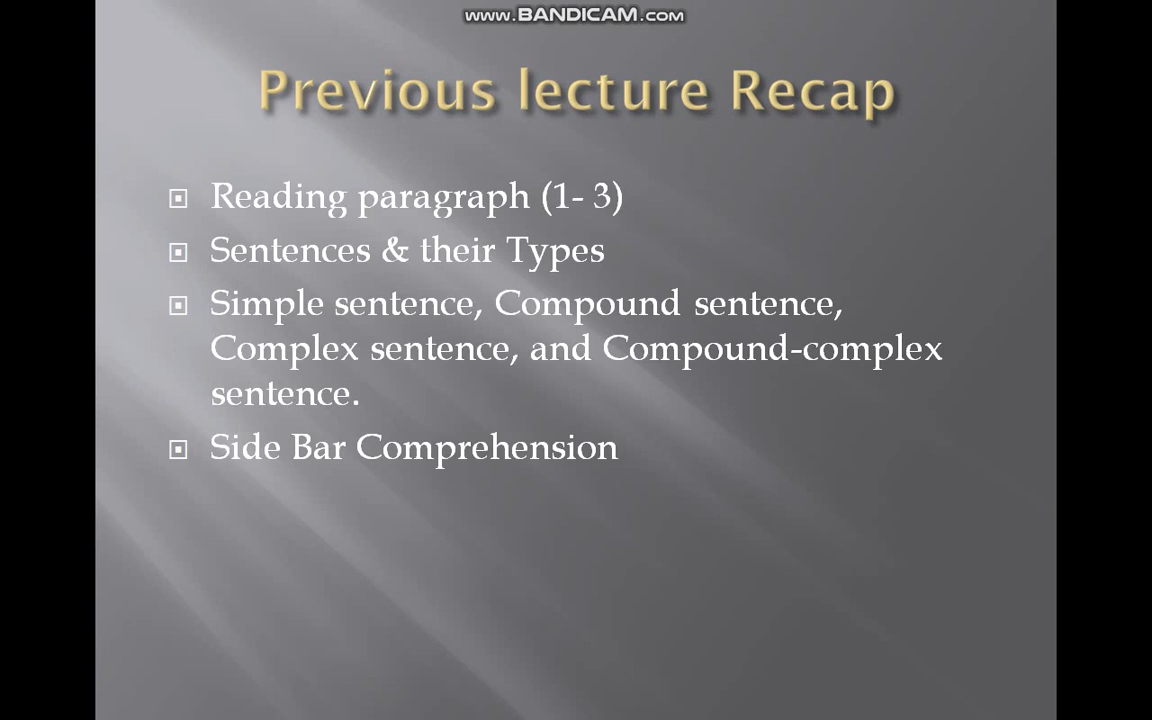 www.BANDICAM.com
Previous lecture Recap
Reading paragraph (1- 3)
Sentences & their Types
Simple sentence, Compound sentence,
Complex sentence, and Compound-complex
sentence.
Side Bar Comprehension